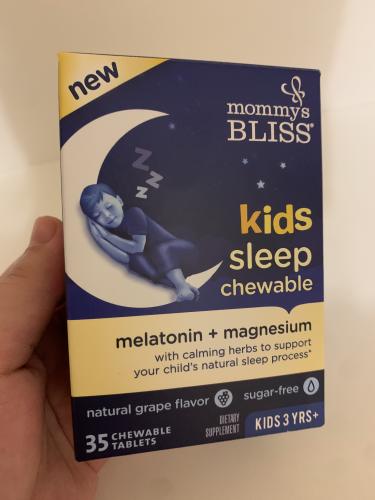 new
mommy's
BLISS®
z z z
kids
sleep
chewable
melatonin + magnesium
with calming herbs to support
your child's natural sleep process*
natural grape flavor
sugar-free
35 CHEWABLE
TABLETS
DIETARY
SUPPLEMENT
KIDS 3 YRS+